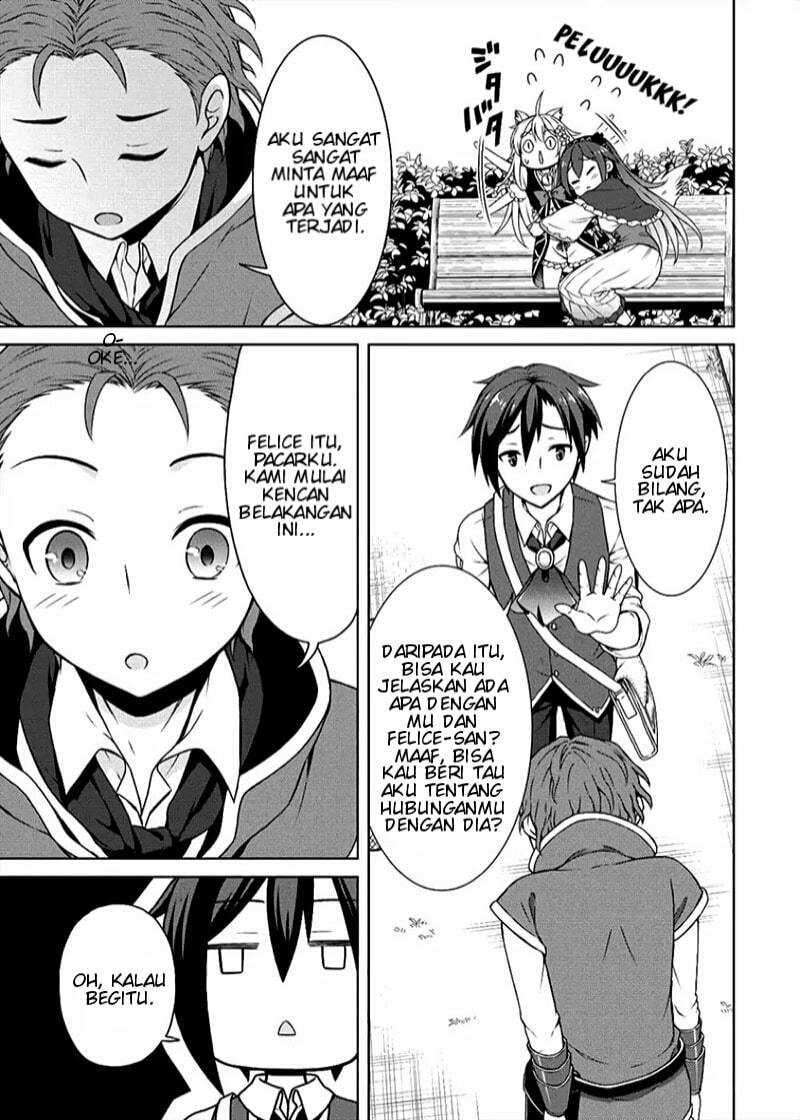 PELUUUUKKK!
ジタ
バタ
AKU SANGAT
SANGAT
MINTA MAAF
UNTUK
APA YANG
TERJADI.
AKU
SUDAH
BILANG,
TAK APA.
DARIPADA ITU,
BISA KAU
JELASKAN ADA
APA DENGAN
MU DAN
FELICE-SAN?
MAAF, BISA
KAU BERI TAU
AKU TENTANG
HUBUNGANMU
DENGAN DIA?
O-
OKE...
FELICE ITU,
PACARKU.
KAMI MULAI
KENCAN
BELAKANGAN
INI...
OH, KALAU
BEGITU.